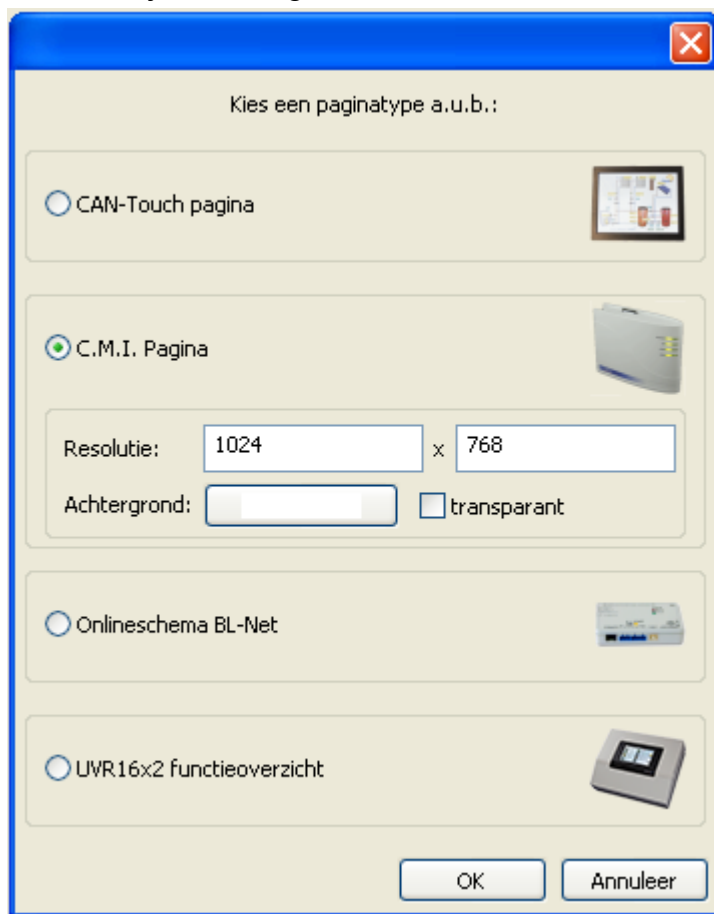 Kies een paginatype a.u.b.:
CAN-Touch pagina
C.M.I. Pagina
Resolutie: 1024 x 768
Achtergrond: transparant
Onlineschema BL-Net
UVR16x2 functieoverzicht
OK Annuleer